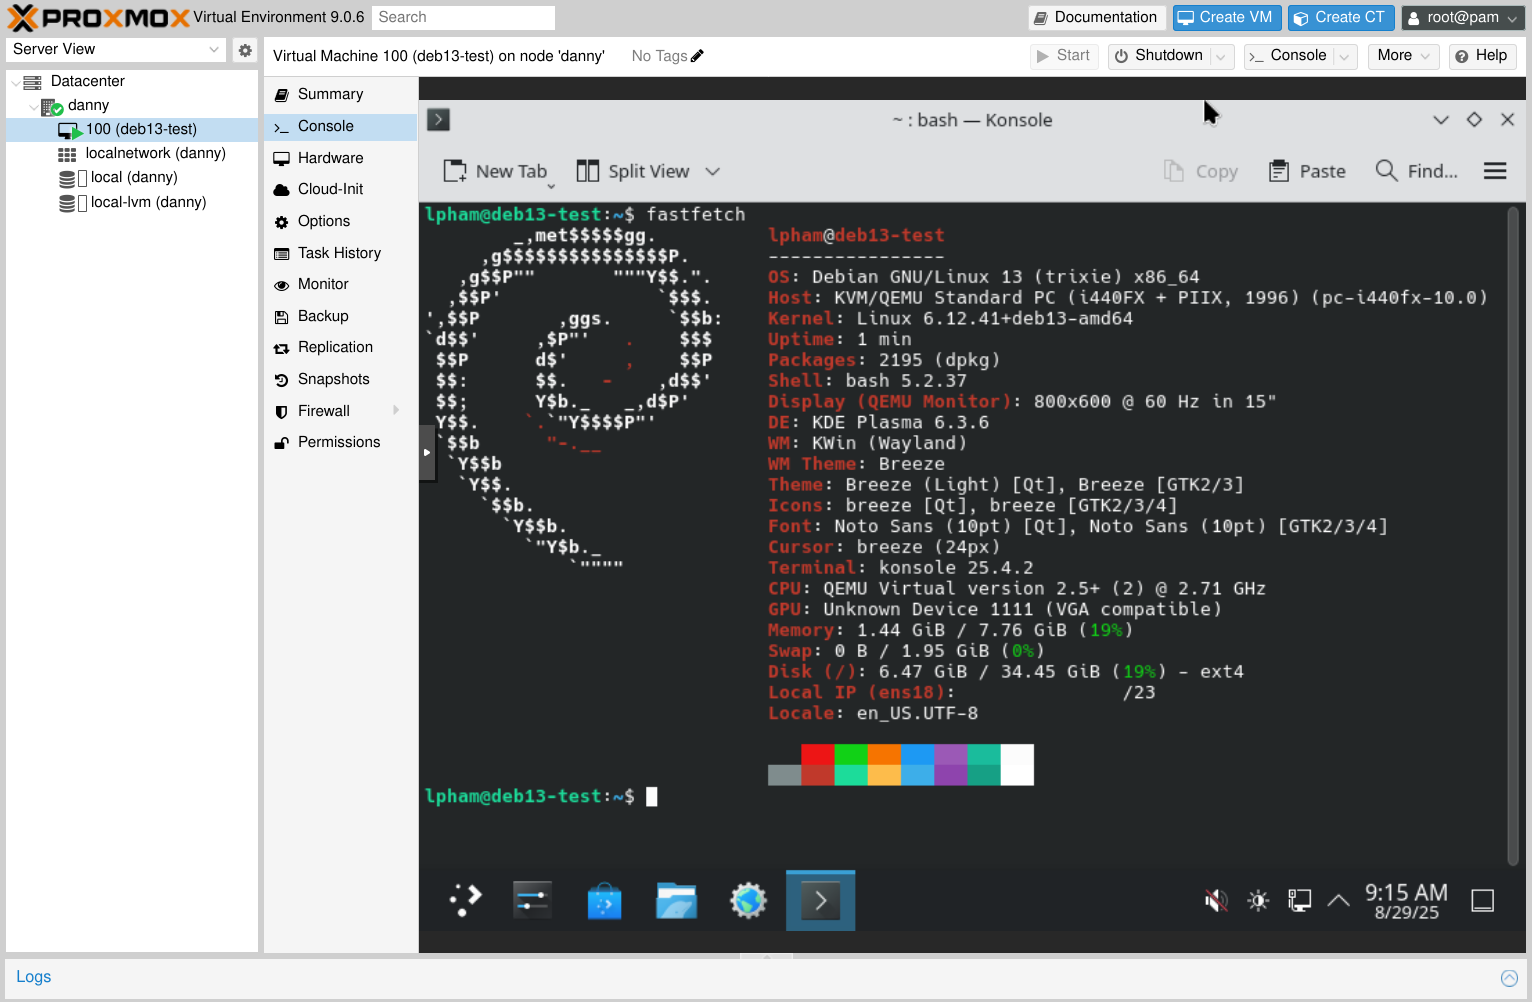 PROXMOX Virtual Environment 9.0.6 Search Documentation Create VM Create CT root@pam
Server View
Datacenter
danny
100 (deb13-test)
localnetwork (danny)
local (danny)
local-lvm (danny)
Virtual Machine 100 (deb13-test) on node 'danny' No Tags Start Shutdown Console More Help
Summary
Console
Hardware
Cloud-Init
Options
Task History
Monitor
Backup
Replication
Snapshots
Firewall
Permissions
~ : bash — Konsole
New Tab Split View Copy Paste Find...
lpham@deb13-test:~$ fastfetch
_,met$$$$$gg.
,g$$$$$$$$$$$$$$$P.
,g$$P"" """Y$$.".
,$$P' `$$$.
',$$P ,ggs. `$$b:
`d$$' ,$P"' . $$$
$$P d$' , $$P
$$: $$. - ,d$$'
$$; Y$b._ _,d$P'
Y$$. `.`"Y$$$$P"'
`$$b "-.__
`Y$$b
`Y$$.
`$$b.
`Y$$b.
`"Y$b._
`""""
lpham@deb13-test
----------------
OS: Debian GNU/Linux 13 (trixie) x86_64
Host: KVM/QEMU Standard PC (i440FX + PIIX, 1996) (pc-i440fx-10.0)
Kernel: Linux 6.12.41+deb13-amd64
Uptime: 1 min
Packages: 2195 (dpkg)
Shell: bash 5.2.37
Display (QEMU Monitor): 800x600 @ 60 Hz in 15"
DE: KDE Plasma 6.3.6
WM: KWin (Wayland)
WM Theme: Breeze
Theme: Breeze (Light) [Qt], Breeze [GTK2/3]
Icons: breeze [Qt], breeze [GTK2/3/4]
Font: Noto Sans (10pt) [Qt], Noto Sans (10pt) [GTK2/3/4]
Cursor: breeze (24px)
Terminal: konsole 25.4.2
CPU: QEMU Virtual version 2.5+ (2) @ 2.71 GHz
GPU: Unknown Device 1111 (VGA compatible)
Memory: 1.44 GiB / 7.76 GiB (19%)
Swap: 0 B / 1.95 GiB (0%)
Disk (/): 6.47 GiB / 34.45 GiB (19%) - ext4
Local IP (ens18): /23
Locale: en_US.UTF-8
lpham@deb13-test:~$
9:15 AM
8/29/25
Logs